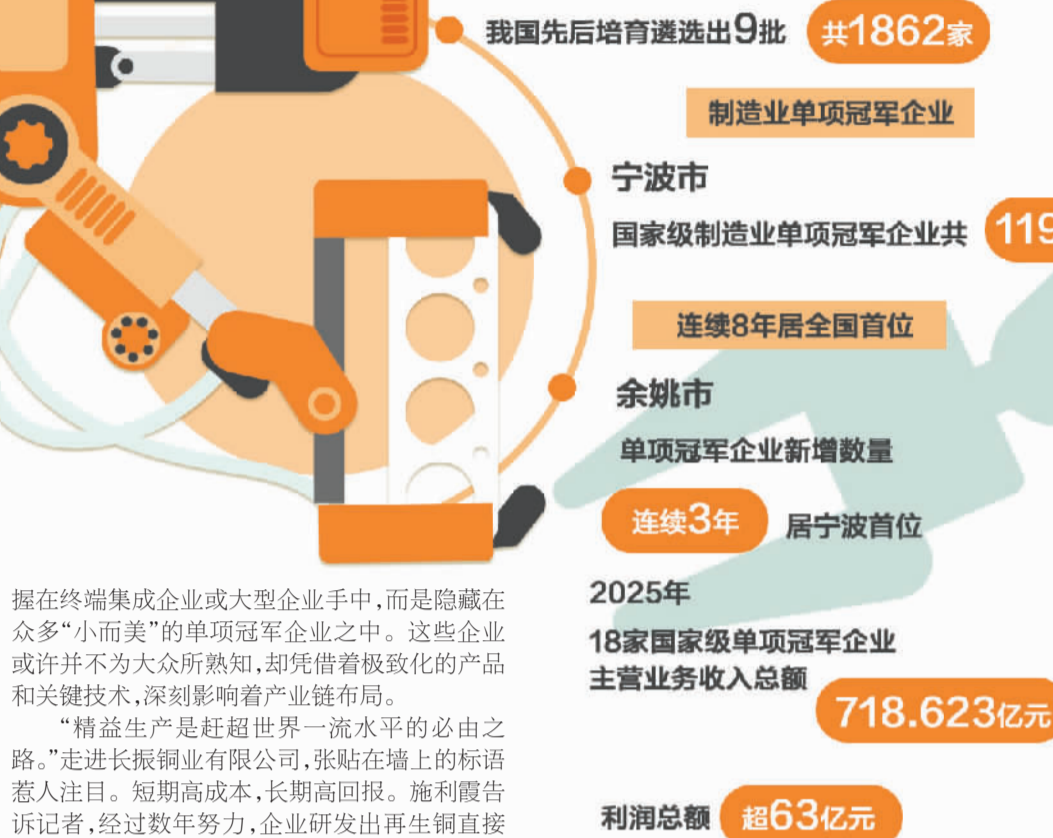 我国先后培育遴选出9批 共1862家
制造业单项冠军企业
宁波市
国家级制造业单项冠军企业共 119
连续8年居全国首位
余姚市
单项冠军企业新增数量
连续3年 居宁波首位
2025年
18家国家级单项冠军企业
主营业务收入总额
718.623亿元
利润总额 超63亿元
握在终端集成企业或大型企业手中,而是隐藏在
众多“小而美”的单项冠军企业之中。这些企业
或许并不为大众所熟知,却凭借着极致化的产品
和关键技术,深刻影响着产业链布局。
“精益生产是赶超世界一流水平的必由之
路。”走进长振铜业有限公司,张贴在墙上的标语
惹人注目。短期高成本,长期高回报。施利霞告
诉记者,经过数年努力,企业研发出再生铜直接